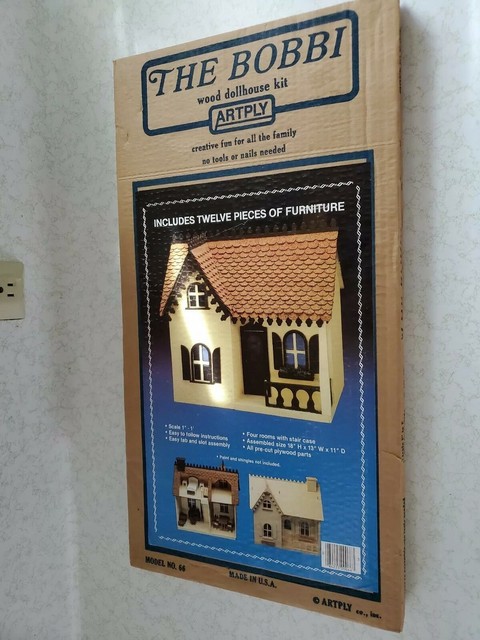 THE BOBBI
wood dollhouse kit
ARTPLY
creative fun for all the family
no tools or nails needed
INCLUDES TWELVE PIECES OF FURNITURE
• Scale 1" - 1'
• Easy to follow instructions
• Easy tab and slot assembly
• Four rooms with stair case
• Assembled size 18" H x 13" W x 11" D
• All pre-cut plywood parts
• Paint and shingles not included.
MODEL NO. 66
MADE IN U.S.A.
© ARTPLY co., inc.